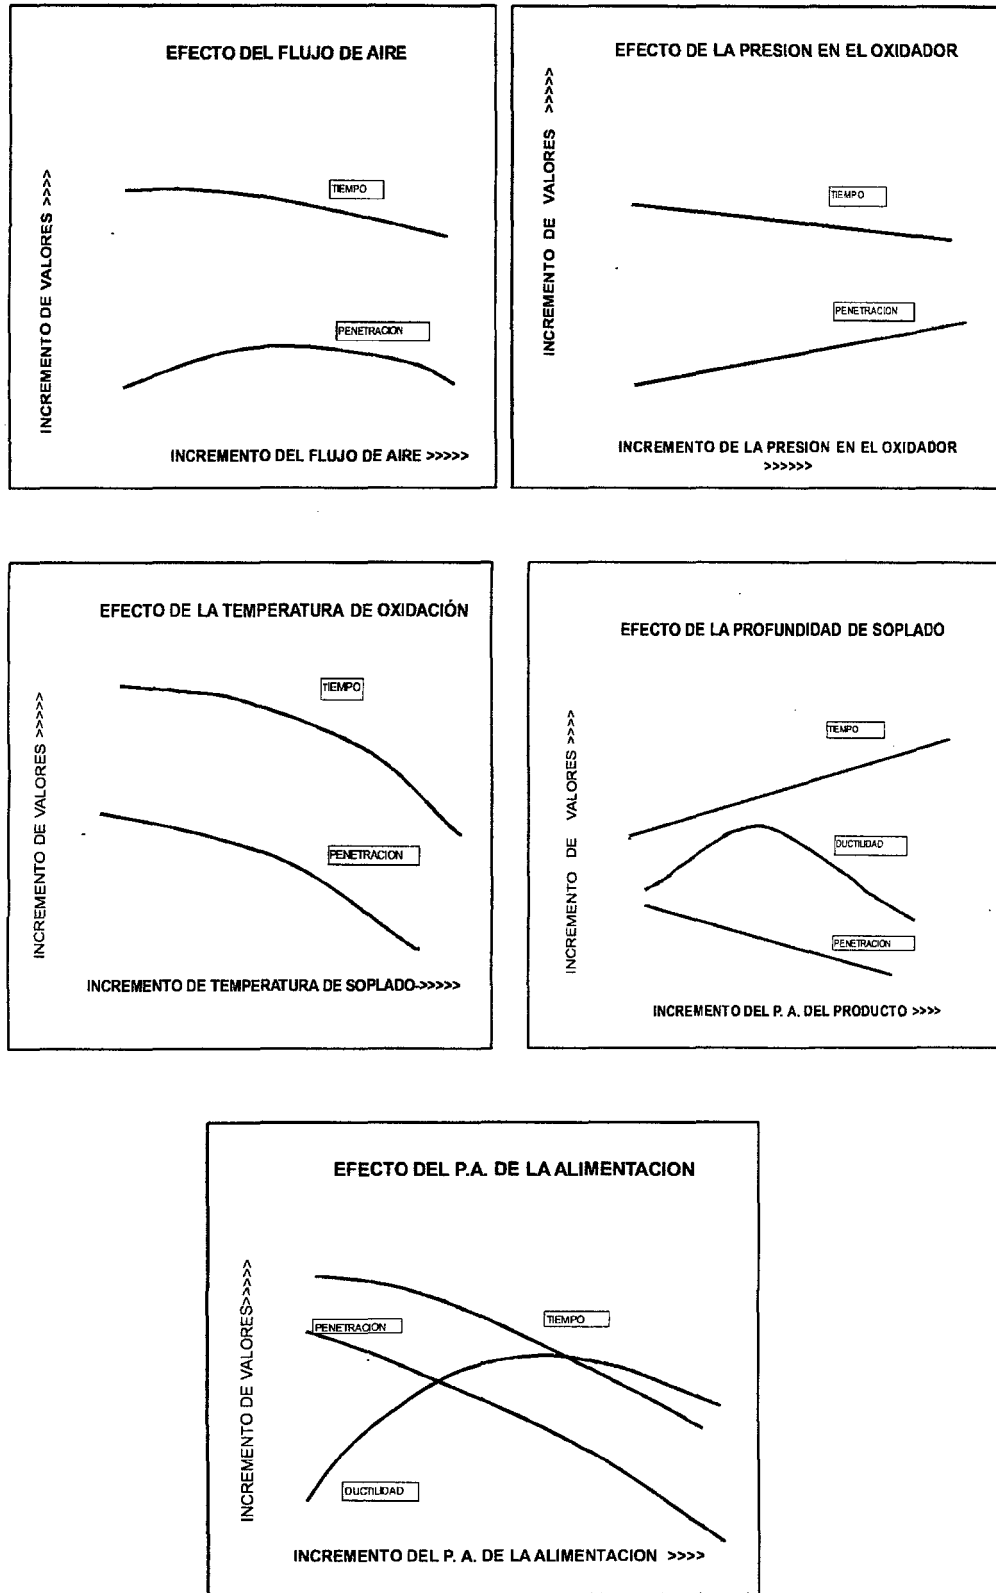 EFECTO DEL FLUJO DE AIRE
INCREMENTO DE VALORES >>>>
TIEMPO
PENETRACION
INCREMENTO DEL FLUJO DE AIRE >>>>>
EFECTO DE LA PRESION EN EL OXIDADOR
INCREMENTO DE VALORES >>>>>
TIEMPO
PENETRACION
INCREMENTO DE LA PRESION EN EL OXIDADOR
>>>>>>
EFECTO DE LA TEMPERATURA DE OXIDACIÓN
INCREMENTO DE VALORES >>>>>
TIEMPO
PENETRACION
INCREMENTO DE TEMPERATURA DE SOPLADO>>>>>
EFECTO DE LA PROFUNDIDAD DE SOPLADO
INCREMENTO DE VALORES >>>>
TIEMPO
DUCTILIDAD
PENETRACION
INCREMENTO DEL P. A. DEL PRODUCTO >>>>
EFECTO DEL P.A. DE LA ALIMENTACION
INCREMENTO DE VALORES>>>>>
TIEMPO
PENETRACION
DUCTILIDAD
INCREMENTO DEL P. A. DE LA ALIMENTACION >>>>